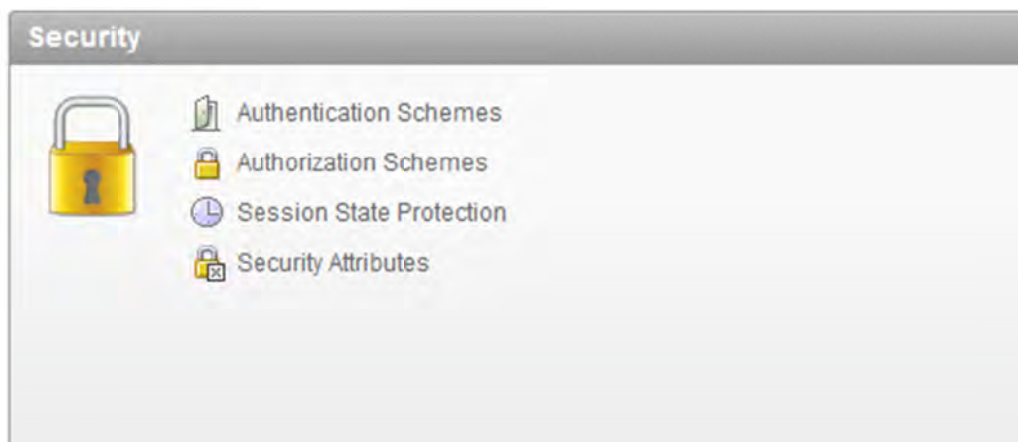 Security
Authentication Schemes
Authorization Schemes
Session State Protection
Security Attributes